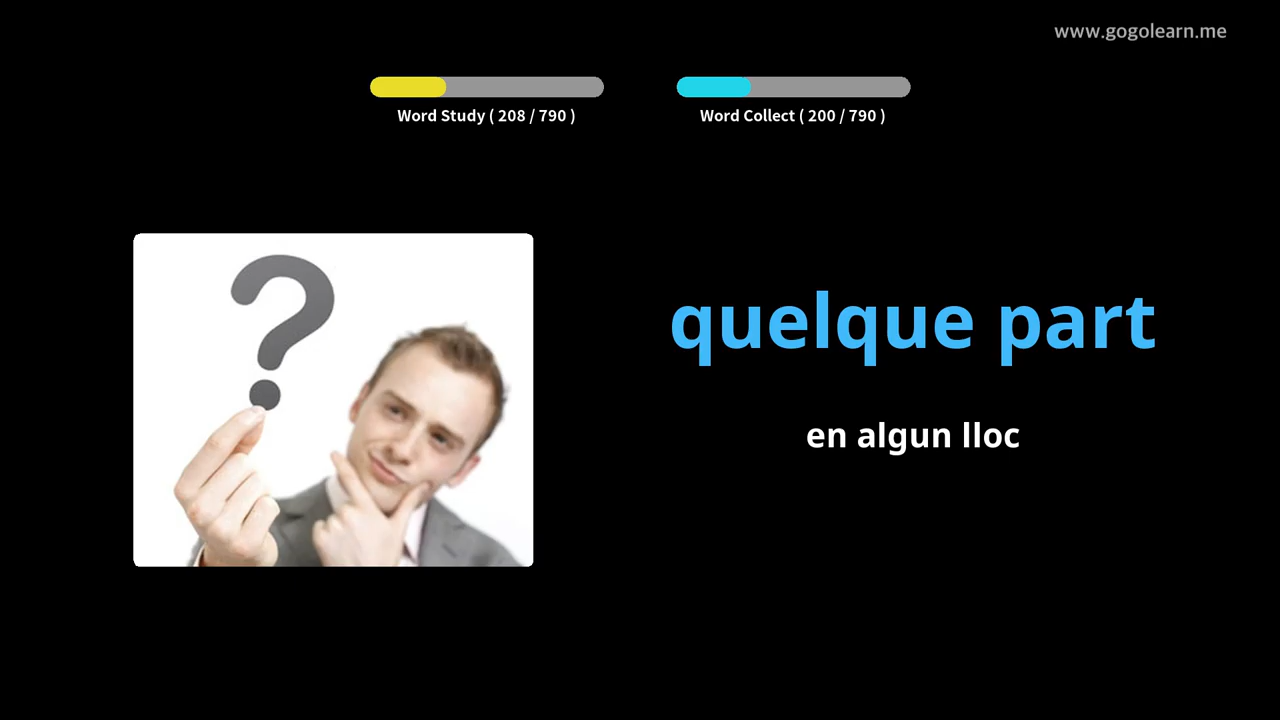 www.gogolearn.me
Word Study ( 208 / 790 )
Word Collect ( 200 / 790 )
?
quelque part
en algun lloc